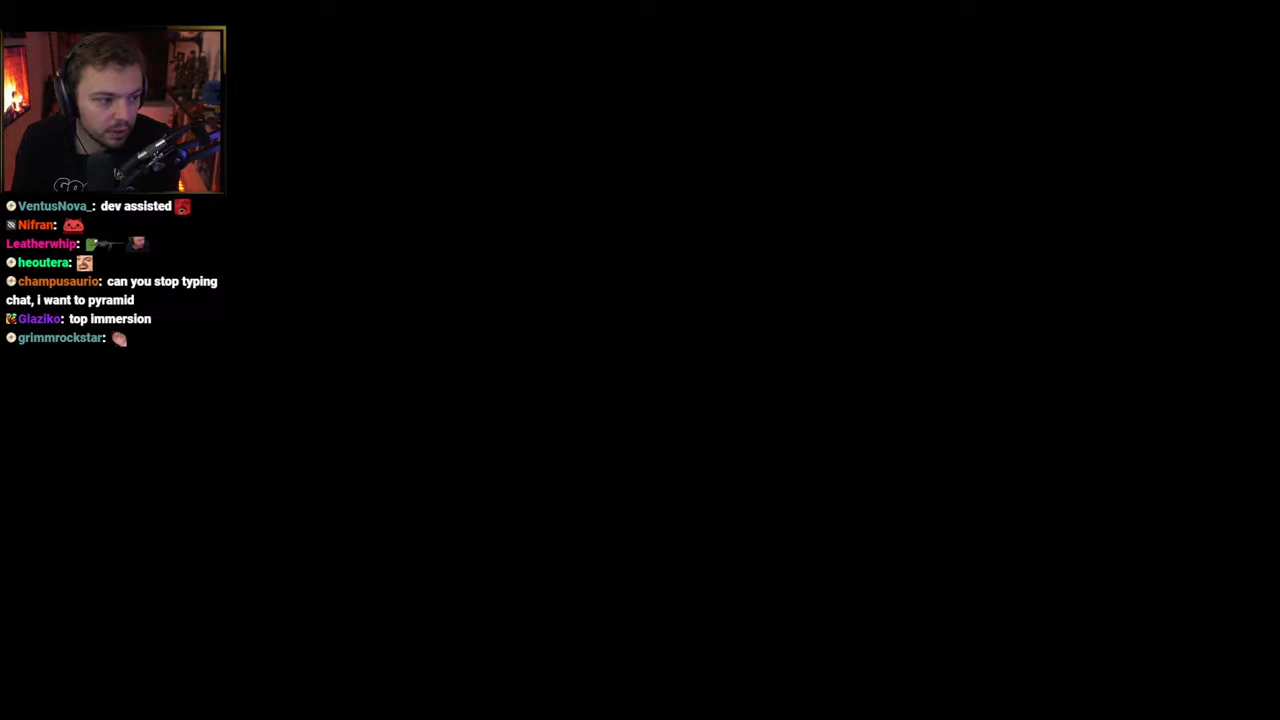 VentusNova_: dev assisted
Nifran:
Leatherwhip:
heoutera:
champusaurio: can you stop typing
chat, i want to pyramid
Glaziko: top immersion
grimmrockstar: